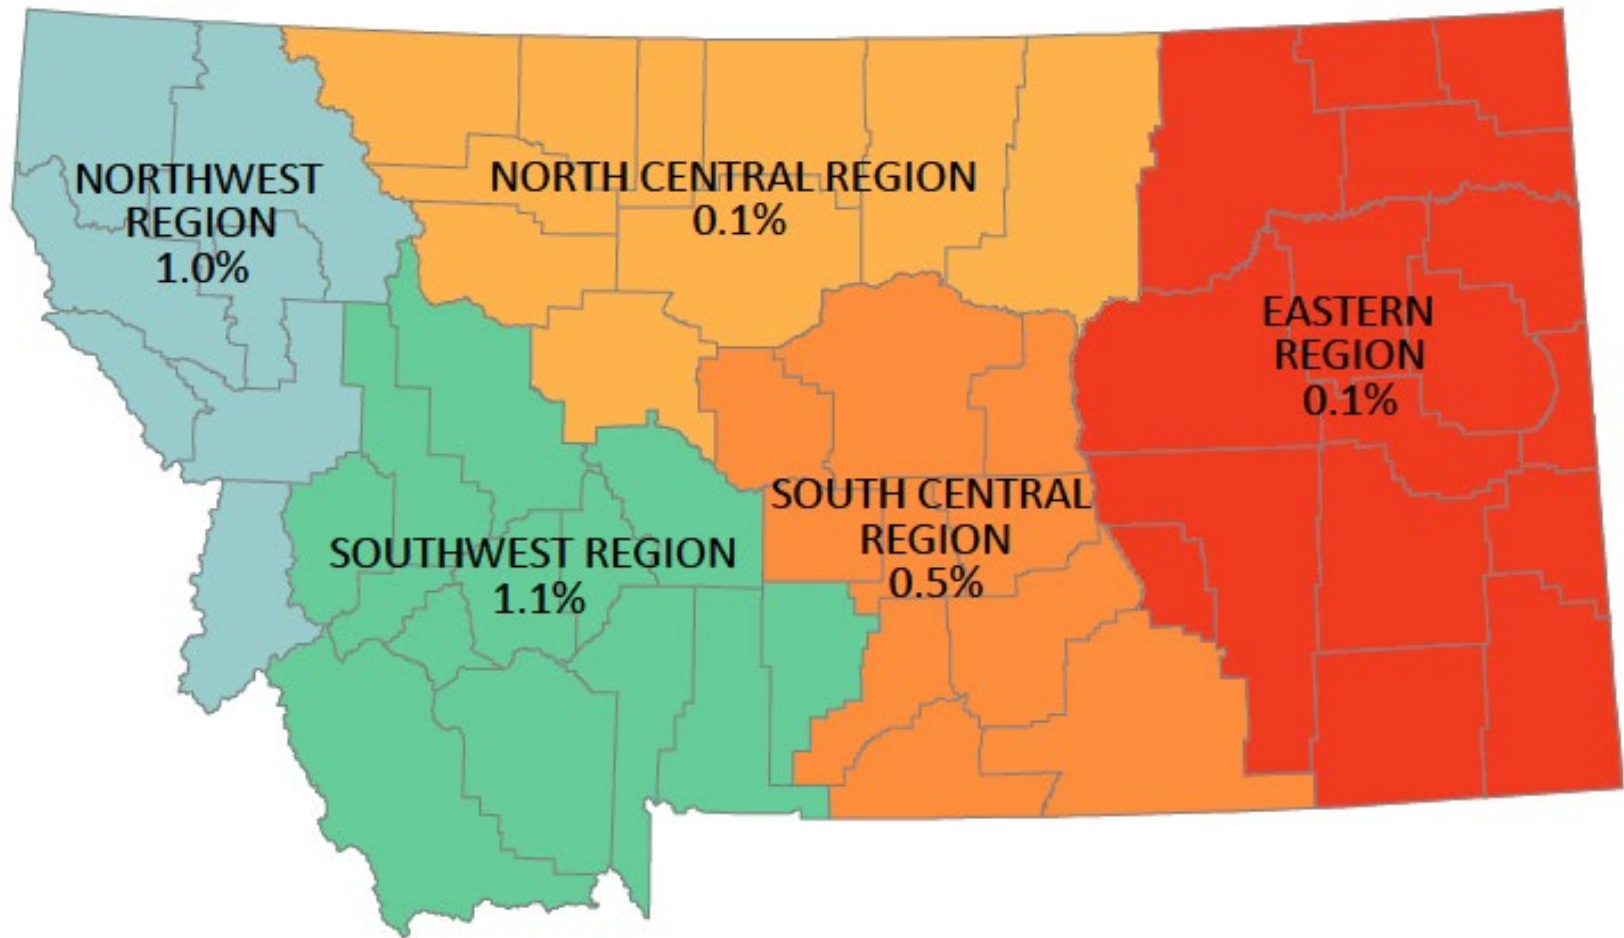 NORTHWEST
REGION
1.0%
NORTH CENTRAL REGION
0.1%
EASTERN
REGION
0.1%
SOUTH CENTRAL
REGION
0.5%
SOUTHWEST REGION
1.1%